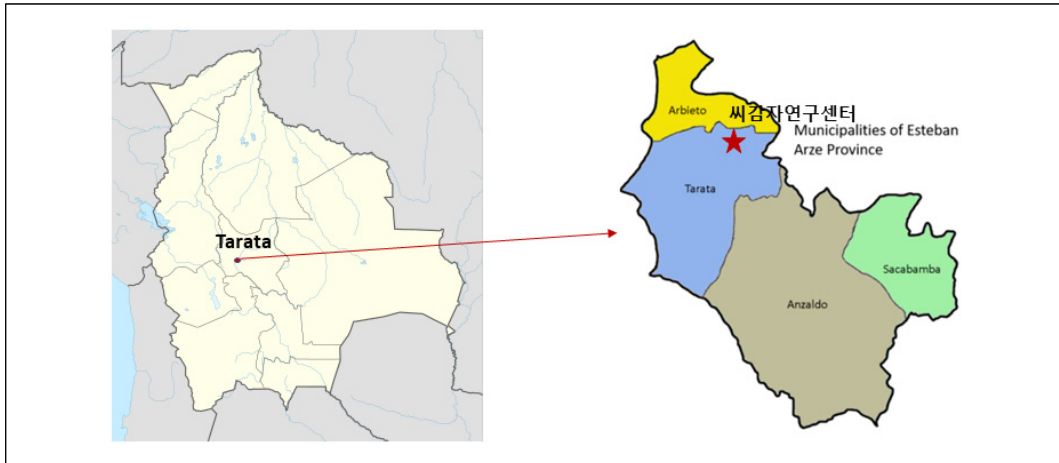 Tarata
Arbieto
씨감자연구센터
Municipalities of Esteban
Arze Province
Tarata
Sacabamba
Anzaldo